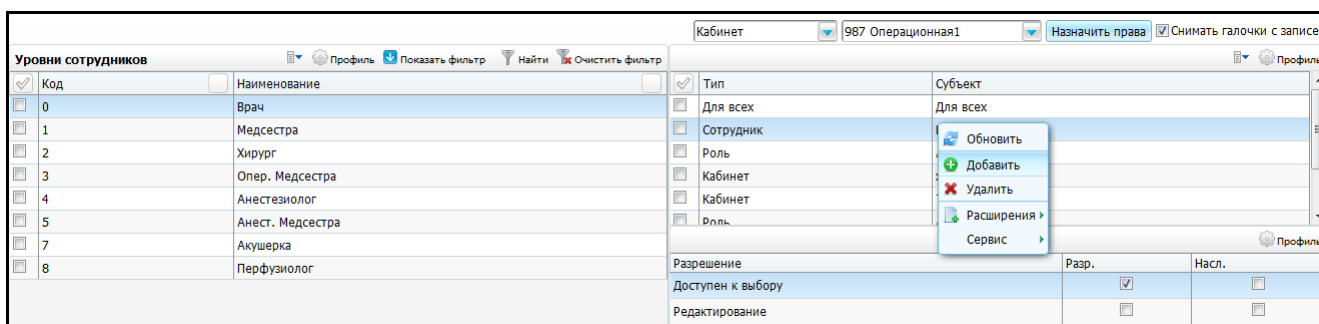 Кабинет 987 Операционная1 Назначить права Снимать галочки с записе
Уровни сотрудников Профиль Показать фильтр Найти Очистить фильтр
Код Наименование
0 Врач
1 Медсестра
2 Хирург
3 Опер. Медсестра
4 Анестезиолог
5 Анест. Медсестра
7 Акушерка
8 Перфузиолог
Профиль
Тип Субъект
Для всех Для всех
Сотрудник
Роль
Кабинет
Кабинет
Роль
Обновить
Добавить
Удалить
Расширения
Сервис
Профиль
Разрешение Разр. Насл.
Доступен к выбору
Редактирование